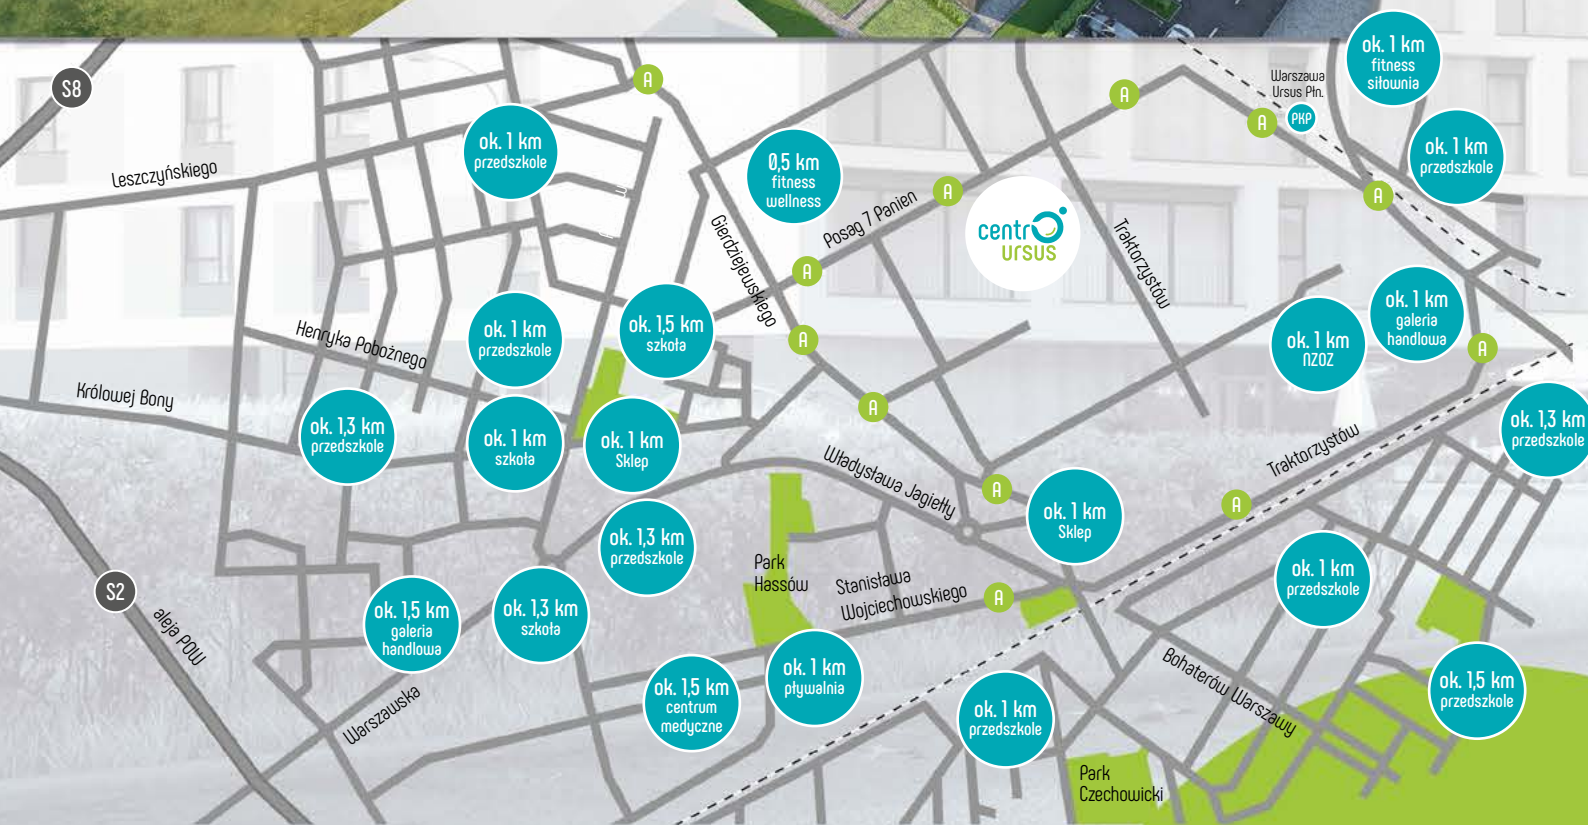 ok. 1 km
fitness
siłownia
S8
A
Warszawa
Ursus Płn.
A
PKP
A
ok. 1 km
przedszkole
ok. 1 km
przedszkole
0,5 km
fitness
wellness
Leszczyńskiego
A
A
Posag 7 Panien
centro
ursus
Gierdziejewskiego
Traktorzystów
A
ok. 1 km
galeria
handlowa
ok. 1,5 km
szkoła
ok. 1 km
przedszkole
Henryka Pobożnego
A
ok. 1 km
NZOZ
A
Królowej Bony
A
ok. 1,3 km
przedszkole
ok. 1,3 km
przedszkole
ok. 1 km
szkoła
ok. 1 km
Sklep
Traktorzystów
Władysława Jagiełły
A
A
ok. 1 km
Sklep
ok. 1,3 km
przedszkole
Park
Hassów
Stanisława
Wojciechowskiego
A
ok. 1 km
przedszkole
S2
aleja POW
ok. 1,5 km
galeria
handlowa
ok. 1,3 km
szkoła
ok. 1 km
pływalnia
ok. 1,5 km
centrum
medyczne
Warszawska
Bohaterów Warszawy
ok. 1,5 km
przedszkole
ok. 1 km
przedszkole
Park
Czechowicki